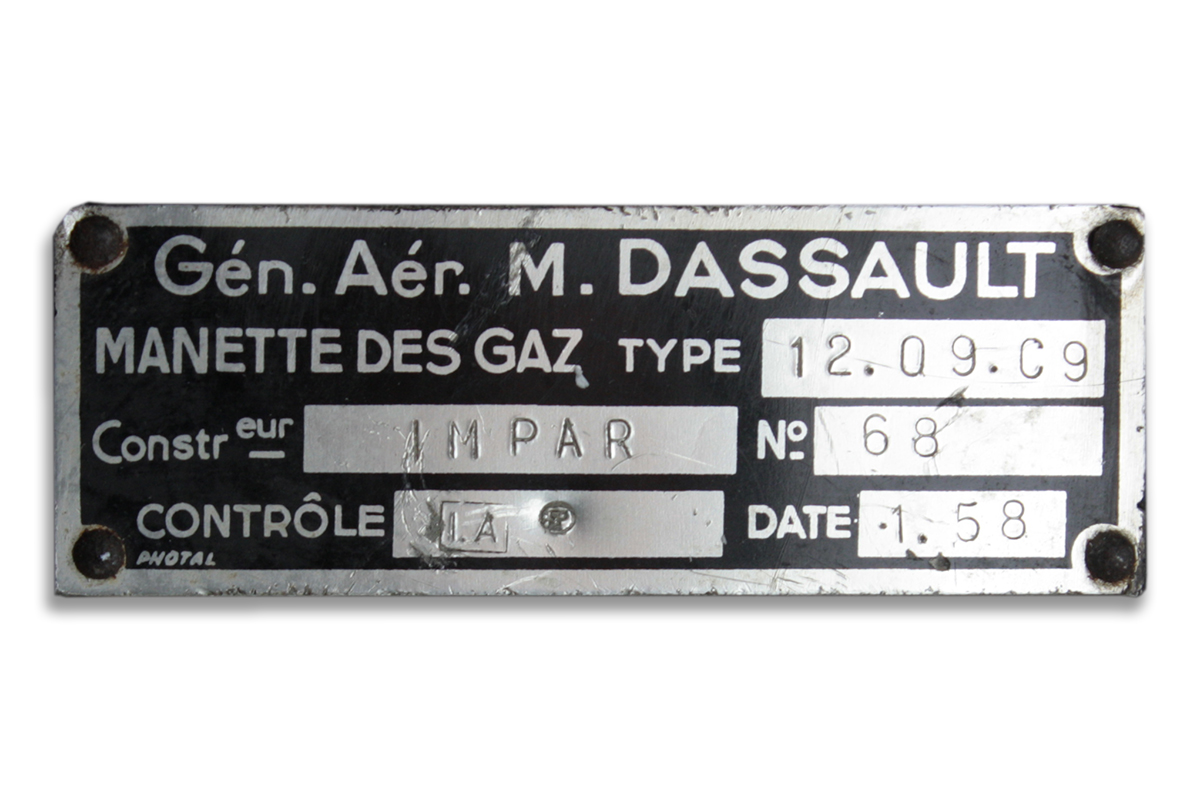 Gén. Aér. M. DASSAULT
MANETTE DES GAZ TYPE 12.Q9.C9
Constr eur IMPAR No 68
CONTRÔLE I.A DATE 1.58
PHOTAL